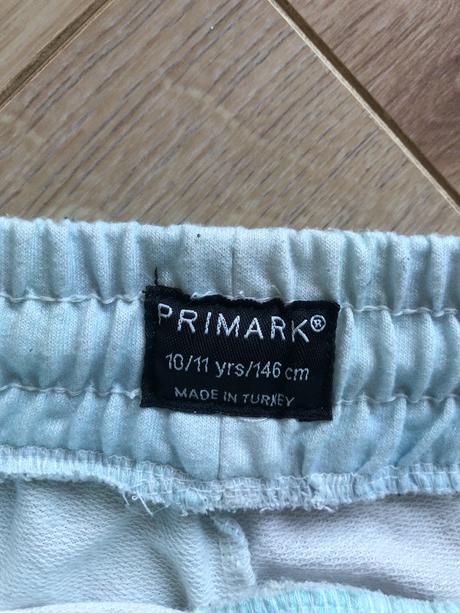 PRIMARK®
10/11 yrs/146 cm
MADE IN TURKEY